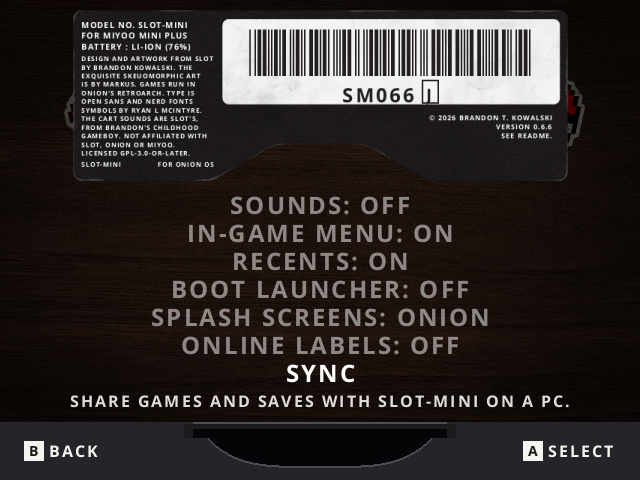 MODEL NO. SLOT-MINI
FOR MIYOO MINI PLUS
BATTERY : LI-ION (76%)
DESIGN AND ARTWORK FROM SLOT
BY BRANDON KOWALSKI. THE
EXQUISITE SKEUOMORPHIC ART
IS BY MARKUS. GAMES RUN IN
ONION'S RETROARCH. TYPE IS
OPEN SANS AND NERD FONTS
SYMBOLS BY RYAN L MCINTYRE.
THE CART SOUNDS ARE SLOT'S,
FROM BRANDON'S CHILDHOOD
GAMEBOY. NOT AFFILIATED WITH
SLOT, ONION OR MIYOO.
LICENSED GPL-3.0-OR-LATER.
SLOT-MINI FOR ONION OS
SM066
© 2026 BRANDON T. KOWALSKI
VERSION 0.6.6
SEE README.
SOUNDS: OFF
IN-GAME MENU: ON
RECENTS: ON
BOOT LAUNCHER: OFF
SPLASH SCREENS: ONION
ONLINE LABELS: OFF
SYNC
SHARE GAMES AND SAVES WITH SLOT-MINI ON A PC.
B BACK
A SELECT